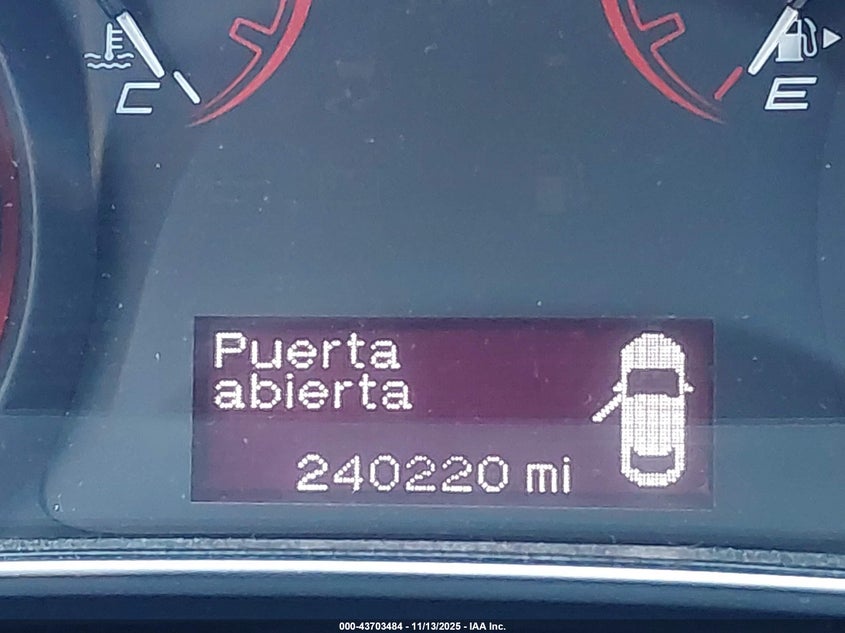 C
E
Puerta
abierta
240220 mi
000-43703484 - 11/13/2025 - IAA Inc.